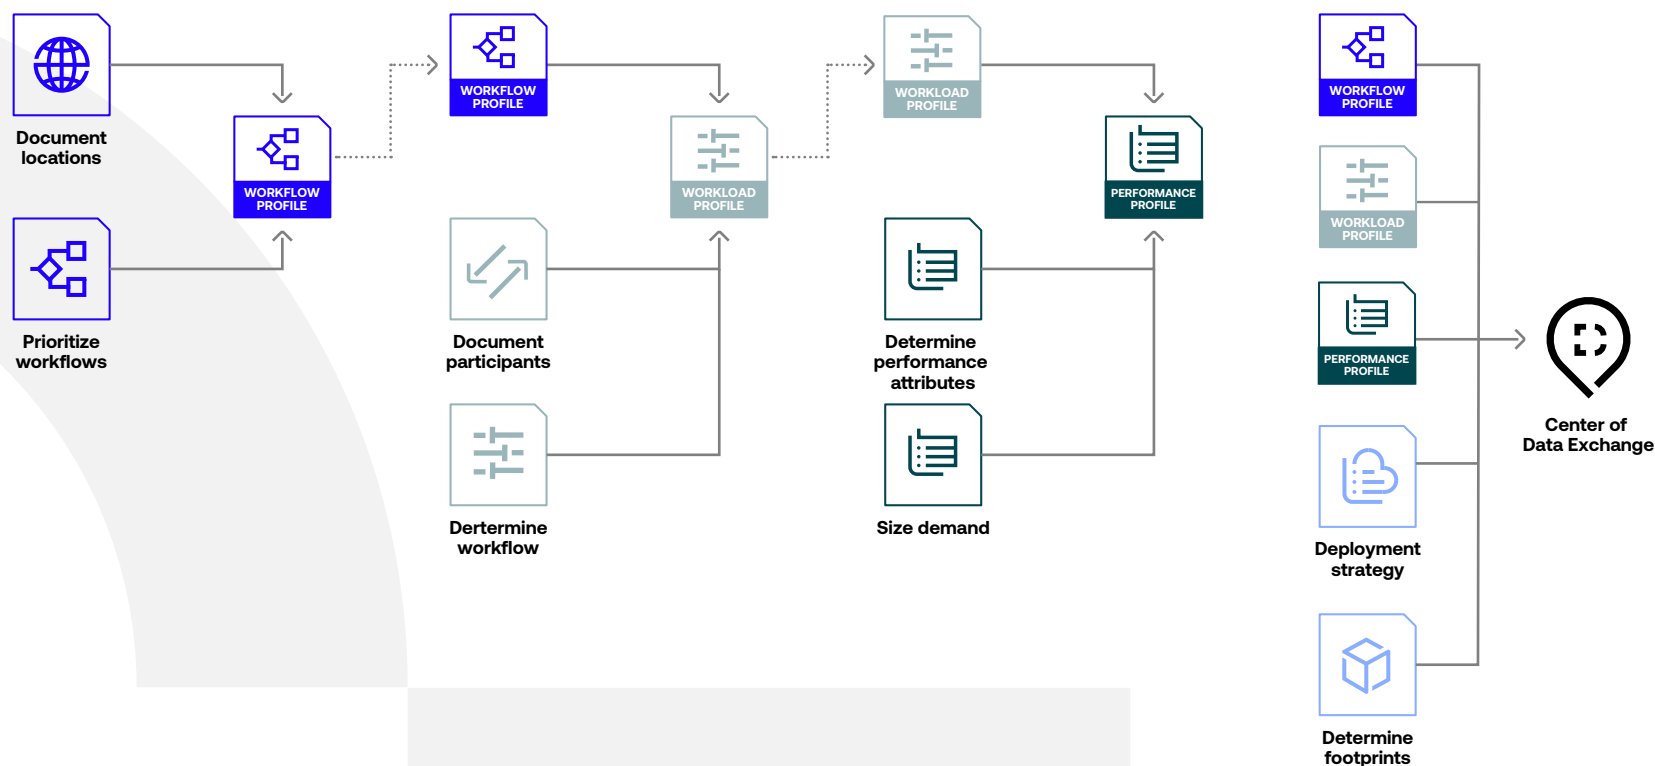 Document
locations
WORKFLOW
PROFILE
Prioritize
workflows
WORKFLOW
PROFILE
WORKLOAD
PROFILE
Document
participants
Dertermine
workflow
WORKLOAD
PROFILE
PERFORMANCE
PROFILE
Determine
performance
attributes
Size demand
WORKFLOW
PROFILE
WORKLOAD
PROFILE
PERFORMANCE
PROFILE
Deployment
strategy
Determine
footprints
Center of
Data Exchange